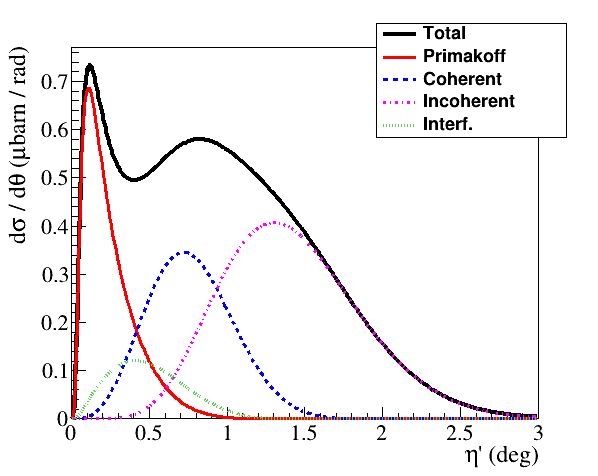 Total
Primakoff
Coherent
Incoherent
Interf.
dσ / dθ (μbarn / rad)
0.7
0.6
0.5
0.4
0.3
0.2
0.1
0
0 0.5 1 1.5 2 2.5 3
η' (deg)